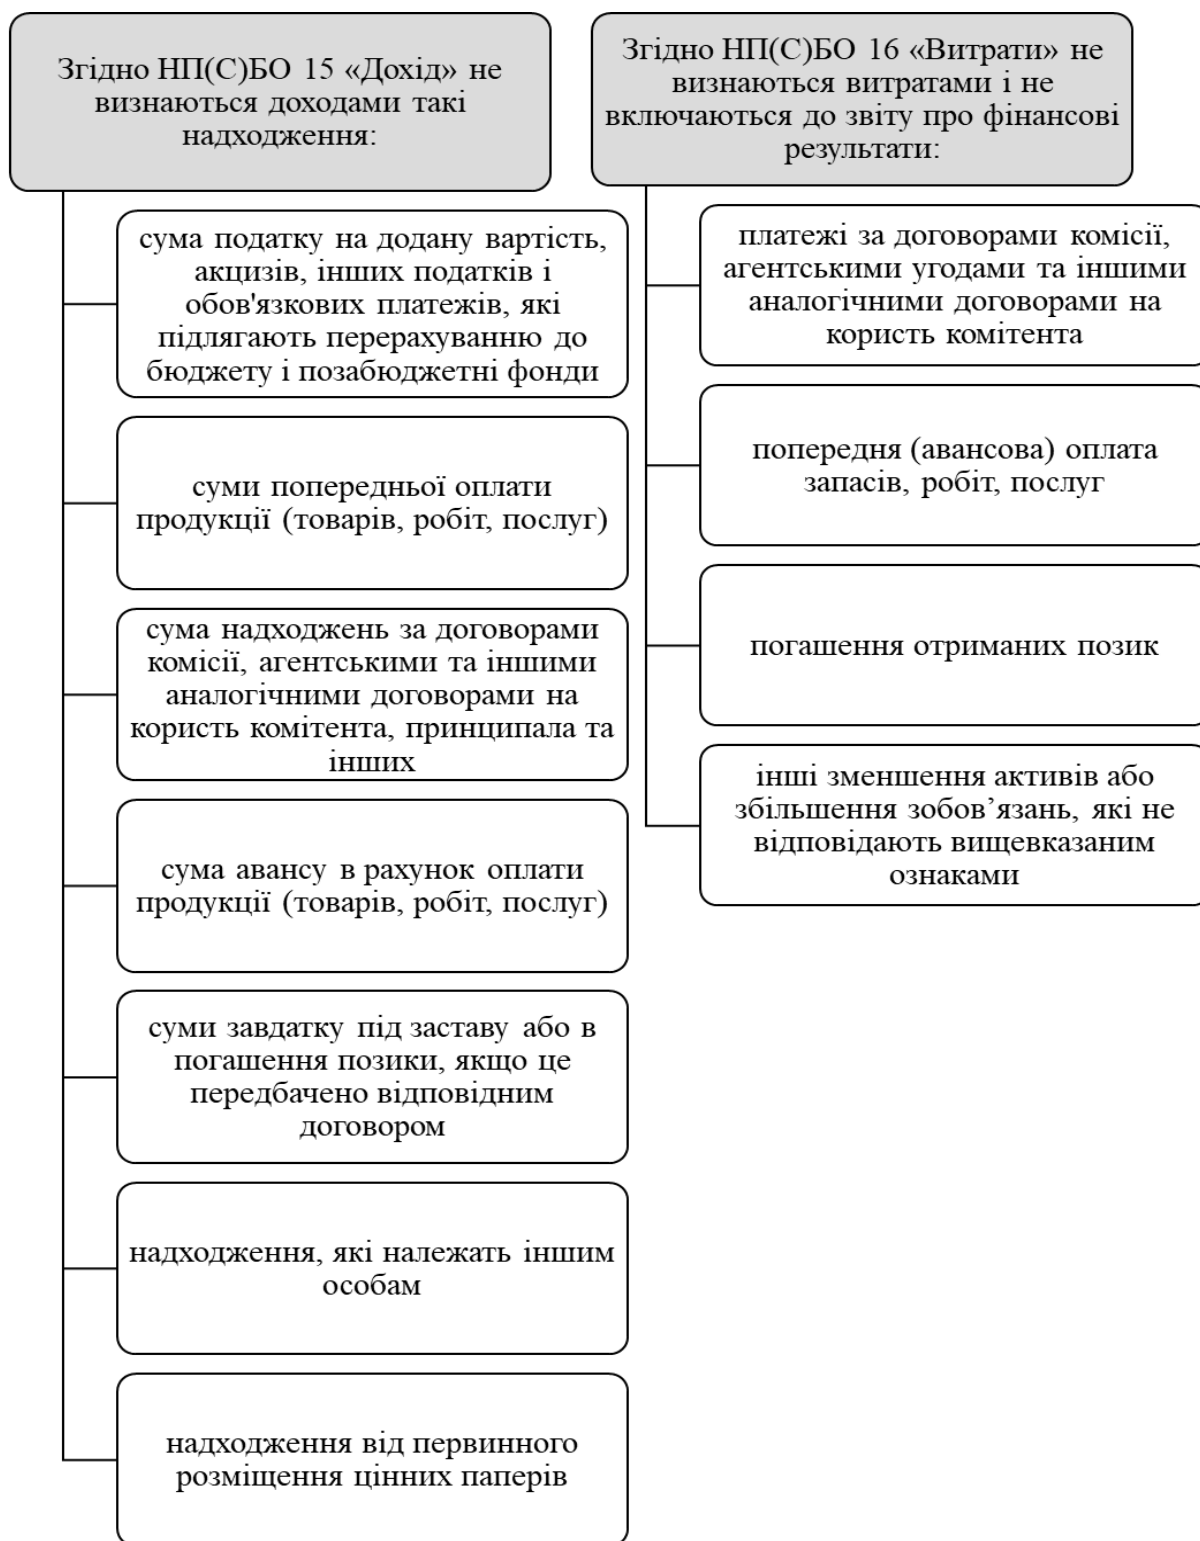 Згідно НП(С)БО 15 «Дохід» не
визнаються доходами такі
надходження:
сума податку на додану вартість,
акцизів, інших податків і
обов'язкових платежів, які
підлягають перерахуванню до
бюджету і позабюджетні фонди
суми попередньої оплати
продукції (товарів, робіт, послуг)
сума надходжень за договорами
комісії, агентськими та іншими
аналогічними договорами на
користь комітента, принципала та
інших
сума авансу в рахунок оплати
продукції (товарів, робіт, послуг)
суми завдатку під заставу або в
погашення позики, якщо це
передбачено відповідним
договором
надходження, які належать іншим
особам
надходження від первинного
розміщення цінних паперів
Згідно НП(С)БО 16 «Витрати» не
визнаються витратами і не
включаються до звіту про фінансові
результати:
платежі за договорами комісії,
агентськими угодами та іншими
аналогічними договорами на
користь комітента
попередня (авансова) оплата
запасів, робіт, послуг
погашення отриманих позик
інші зменшення активів або
збільшення зобов’язань, які не
відповідають вищевказаним
ознаками